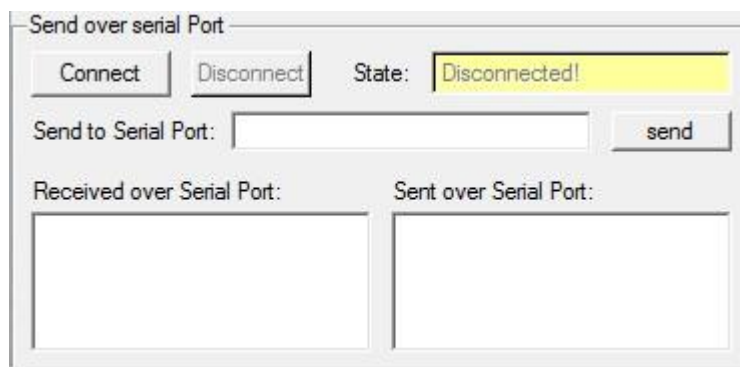 Send over serial Port
Connect Disconnect State: Disconnected!
Send to Serial Port: send
Received over Serial Port: Sent over Serial Port: